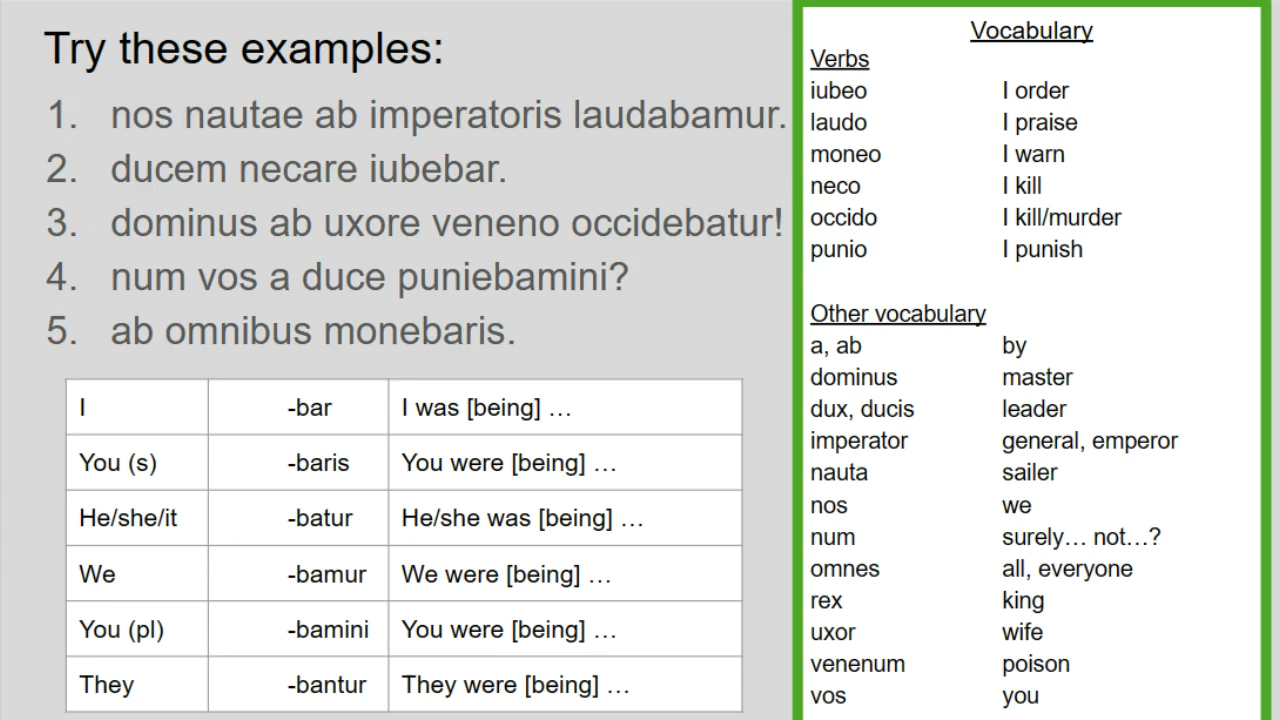 Try these examples:
1. nos nautae ab imperatoris laudabamur.
2. ducem necare iubebar.
3. dominus ab uxore veneno occidebatur!
4. num vos a duce puniebamini?
5. ab omnibus monebaris.
I -bar I was [being] …
You (s) -baris You were [being] …
He/she/it -batur He/she was [being] …
We -bamur We were [being] …
You (pl) -bamini You were [being] …
They -bantur They were [being] …
Vocabulary
Verbs
iubeo I order
laudo I praise
moneo I warn
neco I kill
occido I kill/murder
punio I punish
Other vocabulary
a, ab by
dominus master
dux, ducis leader
imperator general, emperor
nauta sailer
nos we
num surely… not…?
omnes all, everyone
rex king
uxor wife
venenum poison
vos you